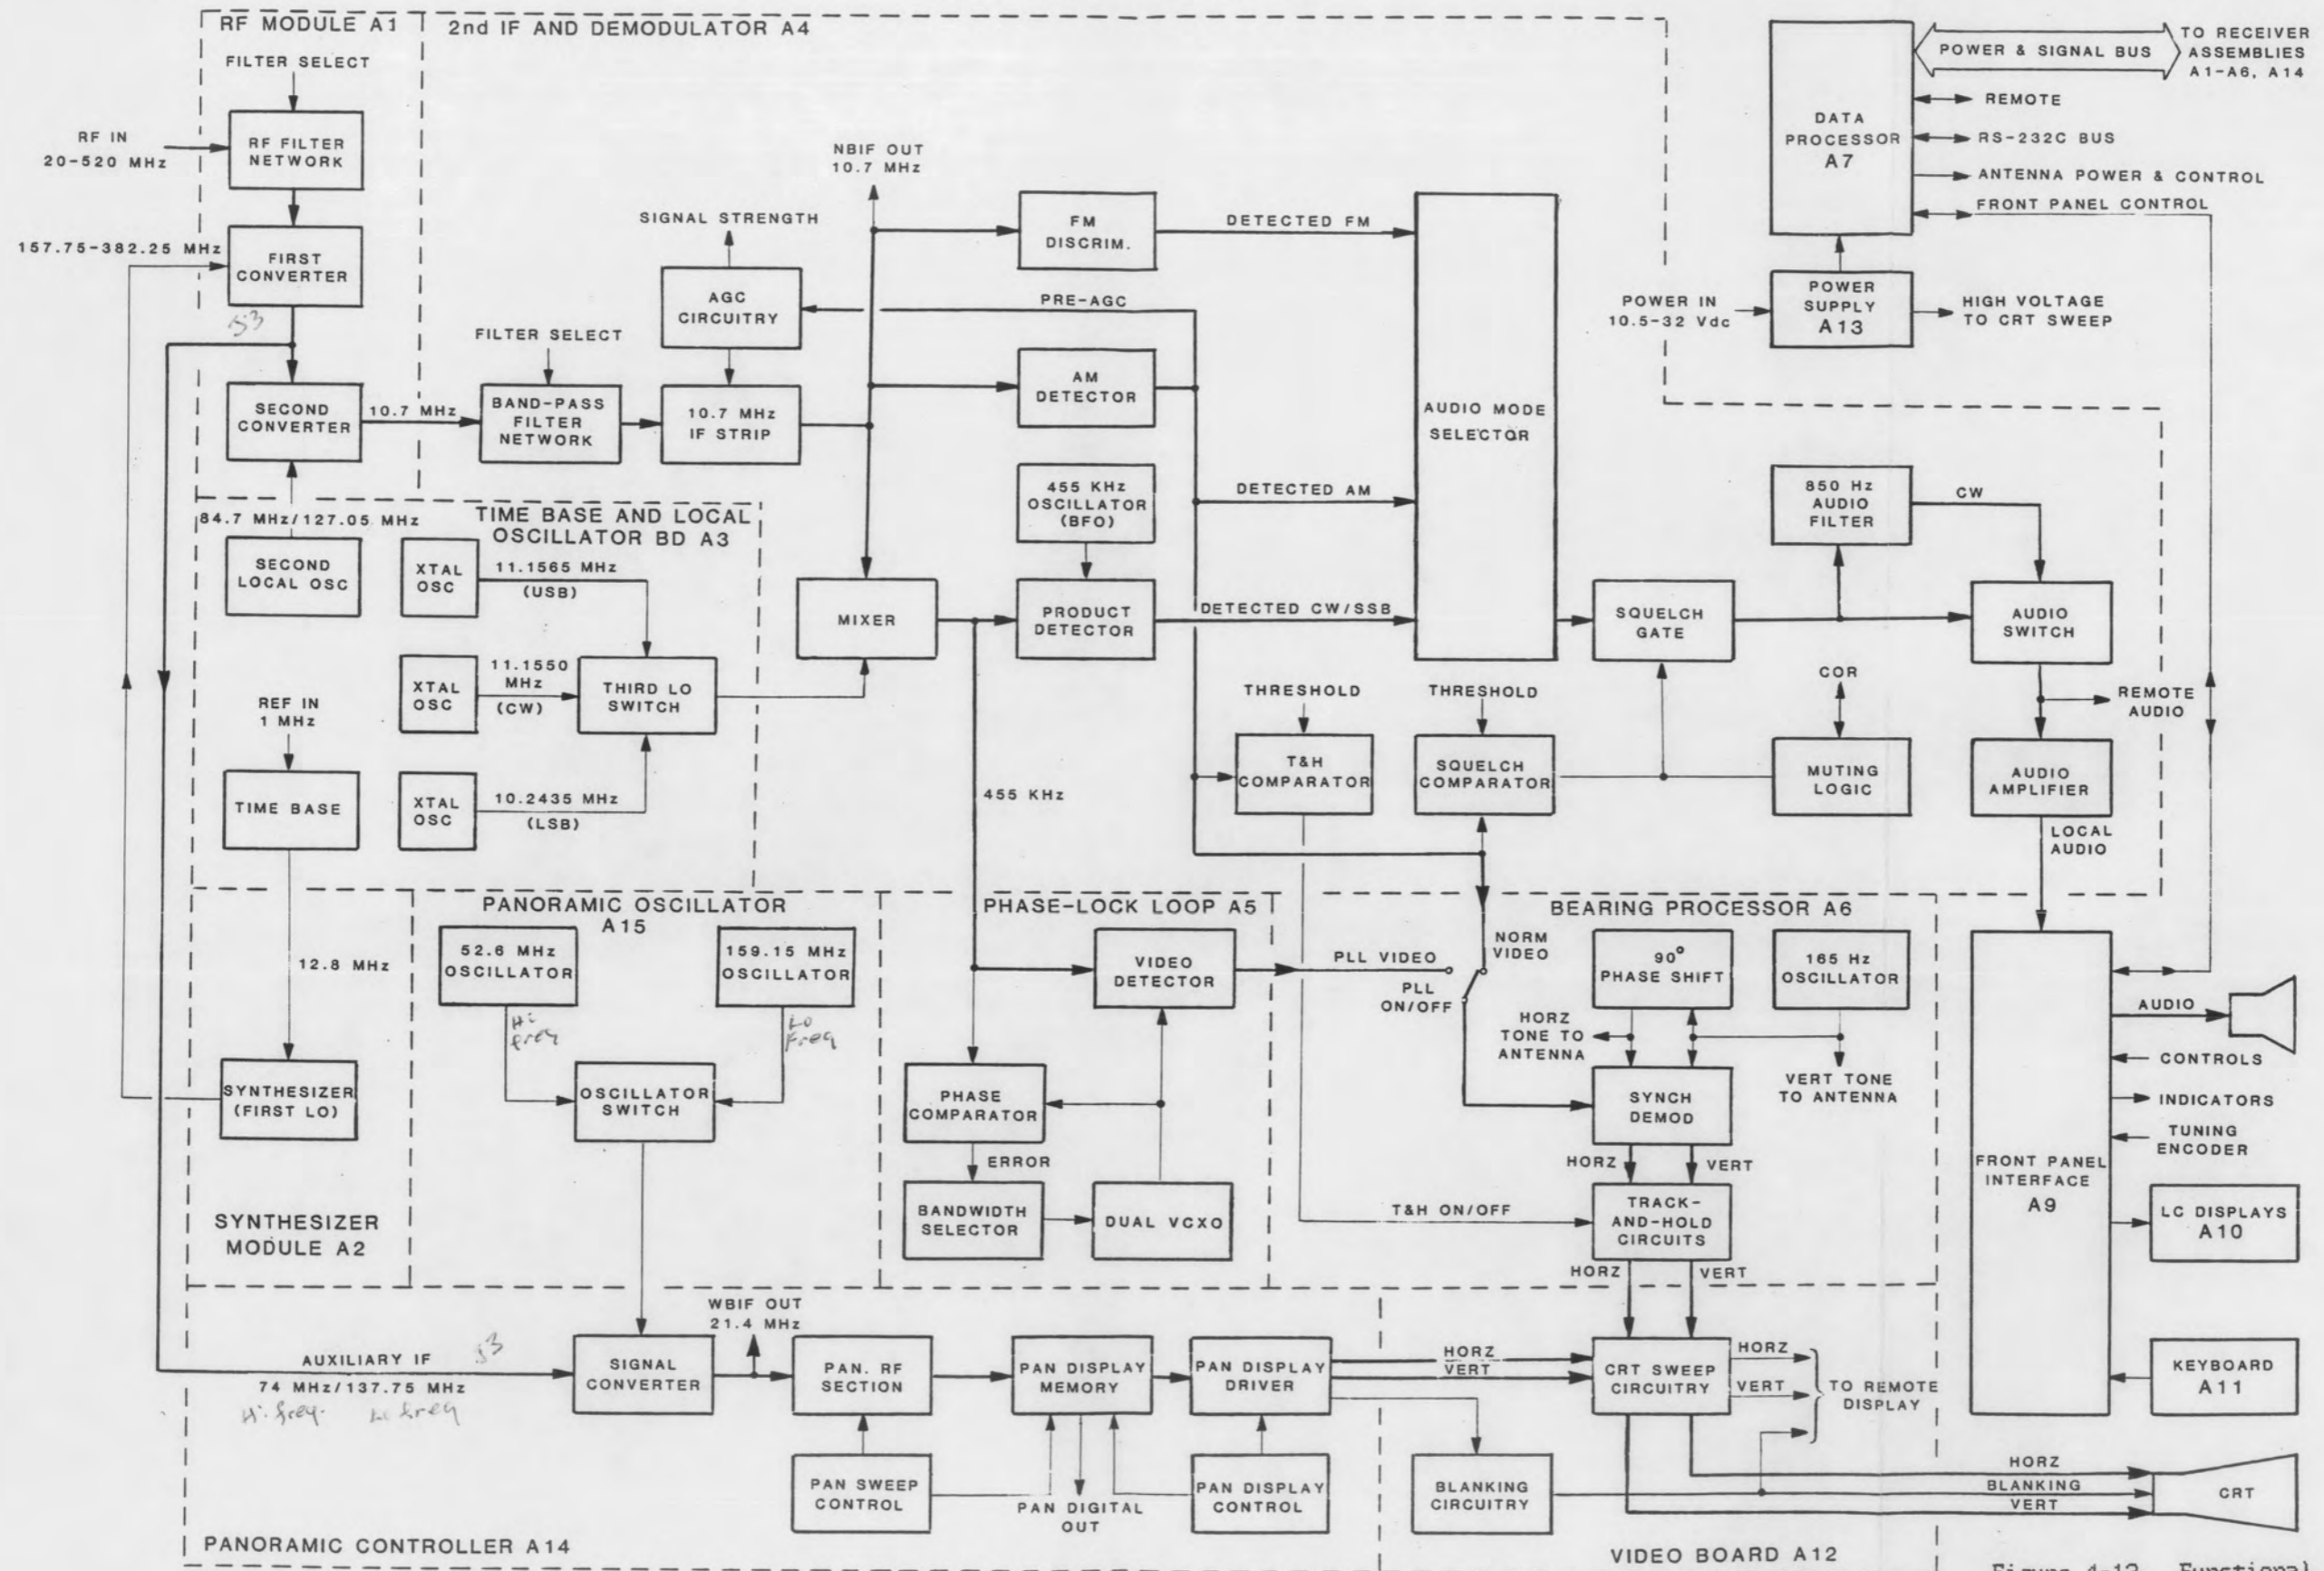 RF MODULE A1
2nd IF AND DEMODULATOR A4
FILTER SELECT
RF IN
20-520 MHz
RF FILTER
NETWORK
157.75-382.25 MHz
FIRST
CONVERTER
53
SECOND
CONVERTER
10.7 MHz
FILTER SELECT
BAND-PASS
FILTER
NETWORK
SIGNAL STRENGTH
AGC
CIRCUITRY
10.7 MHz
IF STRIP
NBIF OUT
10.7 MHz
FM
DISCRIM.
DETECTED FM
PRE-AGC
AM
DETECTOR
455 KHz
OSCILLATOR
(BFO)
DETECTED AM
MIXER
PRODUCT
DETECTOR
DETECTED CW/SSB
AUDIO MODE
SELECTOR
DATA
PROCESSOR
A7
POWER & SIGNAL BUS
TO RECEIVER
ASSEMBLIES
A1-A6, A14
REMOTE
RS-232C BUS
ANTENNA POWER & CONTROL
FRONT PANEL CONTROL
POWER IN
10.5-32 Vdc
POWER
SUPPLY
A13
HIGH VOLTAGE
TO CRT SWEEP
850 Hz
AUDIO
FILTER
CW
SQUELCH
GATE
AUDIO
SWITCH
COR
REMOTE
AUDIO
THRESHOLD
T&H
COMPARATOR
THRESHOLD
SQUELCH
COMPARATOR
MUTING
LOGIC
AUDIO
AMPLIFIER
LOCAL
AUDIO
84.7 MHz/127.05 MHz
TIME BASE AND LOCAL
OSCILLATOR BD A3
SECOND
LOCAL OSC
XTAL
OSC
11.1565 MHz
(USB)
XTAL
OSC
11.1550
MHz
(CW)
THIRD LO
SWITCH
REF IN
1 MHz
TIME BASE
XTAL
OSC
10.2435 MHz
(LSB)
455 KHz
12.8 MHz
SYNTHESIZER
(FIRST LO)
SYNTHESIZER
MODULE A2
PANORAMIC OSCILLATOR
A15
52.6 MHz
OSCILLATOR
159.15 MHz
OSCILLATOR
Hi
freq
Lo
Freq
OSCILLATOR
SWITCH
PHASE-LOCK LOOP A5
VIDEO
DETECTOR
PHASE
COMPARATOR
ERROR
BANDWIDTH
SELECTOR
DUAL VCXO
BEARING PROCESSOR A6
PLL VIDEO
PLL
ON/OFF
NORM
VIDEO
90°
PHASE SHIFT
165 Hz
OSCILLATOR
HORZ
TONE TO
ANTENNA
VERT TONE
TO ANTENNA
SYNCH
DEMOD
HORZ
VERT
T&H ON/OFF
TRACK-
AND-HOLD
CIRCUITS
HORZ
VERT
FRONT PANEL
INTERFACE
A9
AUDIO
CONTROLS
INDICATORS
TUNING
ENCODER
LC DISPLAYS
A10
KEYBOARD
A11
AUXILIARY IF
53
74 MHz/137.75 MHz
Hi freq.
Lo freq
SIGNAL
CONVERTER
WBIF OUT
21.4 MHz
PAN. RF
SECTION
PAN DISPLAY
MEMORY
PAN DISPLAY
DRIVER
HORZ
VERT
CRT SWEEP
CIRCUITRY
HORZ
VERT
TO REMOTE
DISPLAY
PAN SWEEP
CONTROL
PAN DIGITAL
OUT
PAN DISPLAY
CONTROL
BLANKING
CIRCUITRY
HORZ
BLANKING
VERT
CRT
PANORAMIC CONTROLLER A14
VIDEO BOARD A12
Figure 4-12. Functional